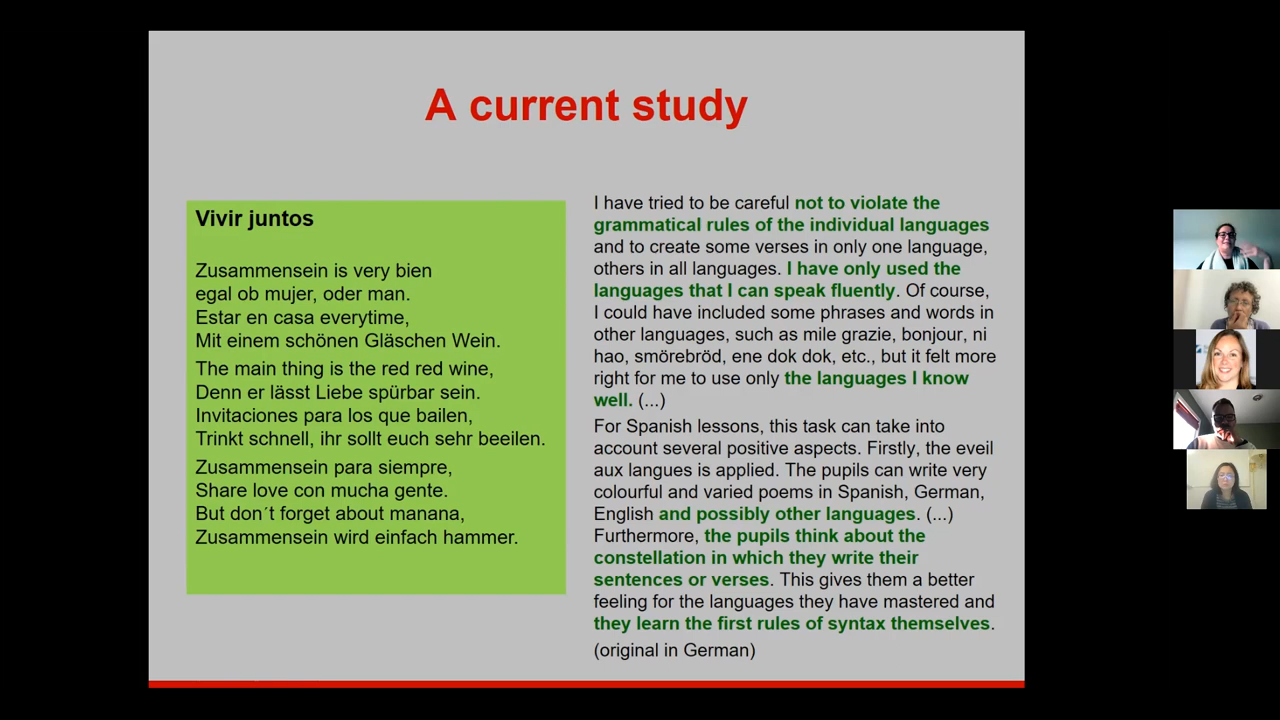 A current study
Vivir juntos
Zusammensein is very bien
egal ob mujer, oder man.
Estar en casa everytime,
Mit einem schönen Gläschen Wein.
The main thing is the red red wine,
Denn er lässt Liebe spürbar sein.
Invitaciones para los que bailen,
Trinkt schnell, ihr sollt euch sehr beeilen.
Zusammensein para siempre,
Share love con mucha gente.
But don´t forget about manana,
Zusammensein wird einfach hammer.
I have tried to be careful not to violate the
grammatical rules of the individual languages
and to create some verses in only one language,
others in all languages. I have only used the
languages that I can speak fluently. Of course,
I could have included some phrases and words in
other languages, such as mile grazie, bonjour, ni
hao, smörebröd, ene dok dok, etc., but it felt more
right for me to use only the languages I know
well. (...)
For Spanish lessons, this task can take into
account several positive aspects. Firstly, the eveil
aux langues is applied. The pupils can write very
colourful and varied poems in Spanish, German,
English and possibly other languages. (...)
Furthermore, the pupils think about the
constellation in which they write their
sentences or verses. This gives them a better
feeling for the languages they have mastered and
they learn the first rules of syntax themselves.
(original in German)